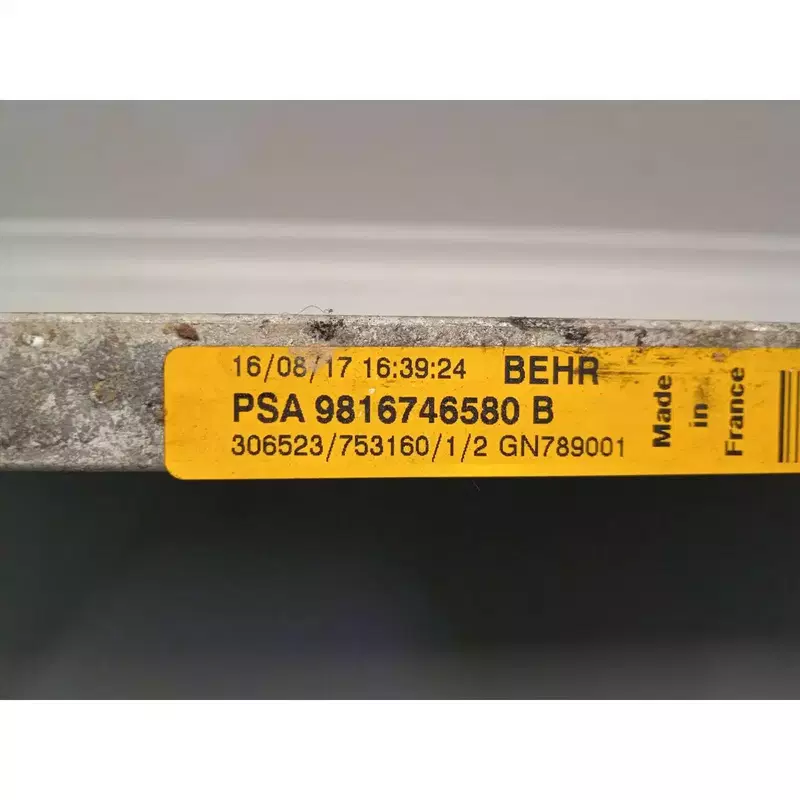 16/08/17 16:39:24 BEHR
PSA 9816746580 B
306523/753160/1/2 GN789001
Made
in
France